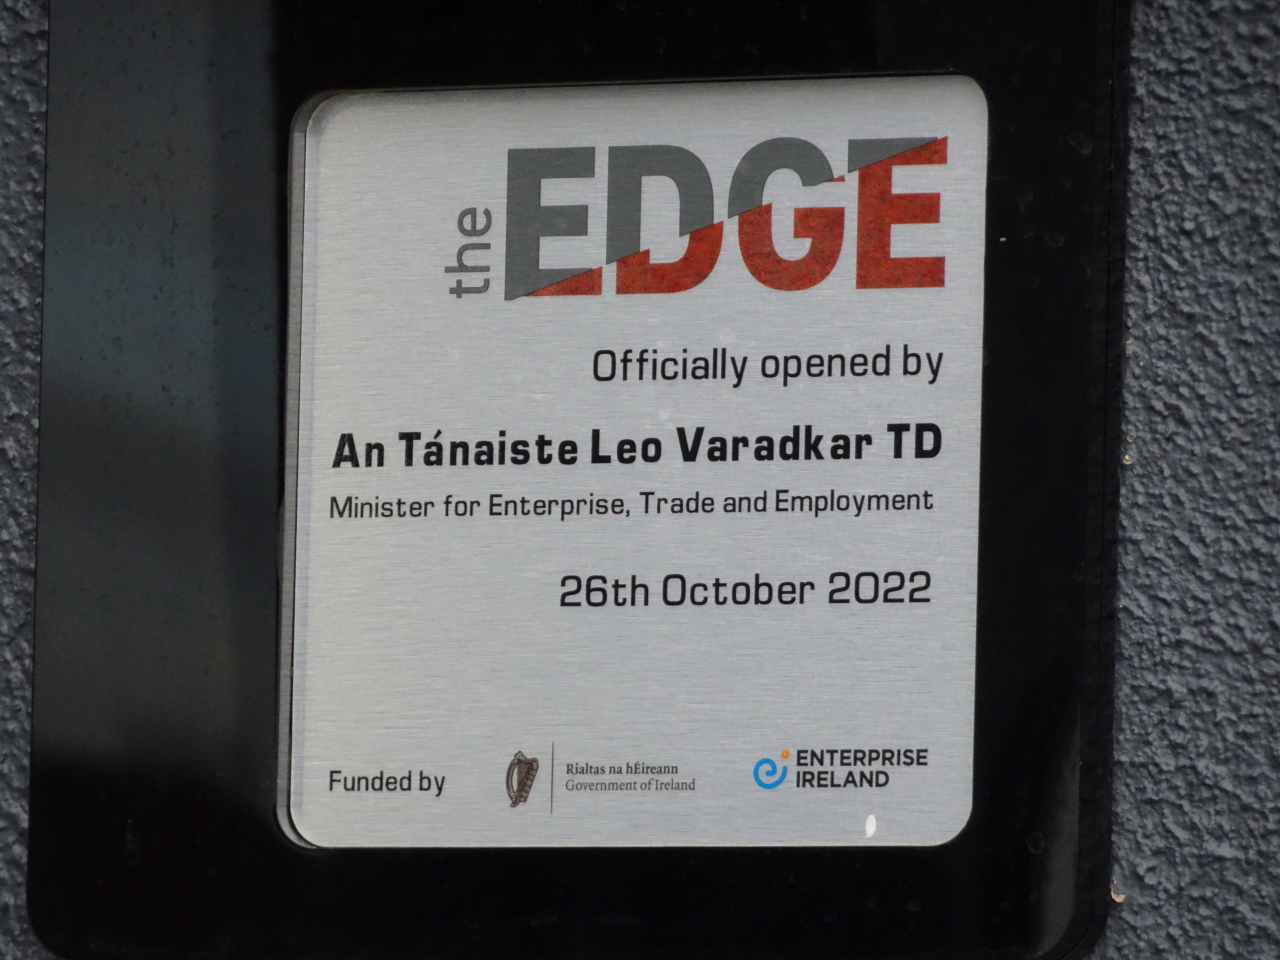 the EDGE
Officially opened by
An Tánaiste Leo Varadkar TD
Minister for Enterprise, Trade and Employment
26th October 2022
Funded by
Rialtas na hÉireann
Government of Ireland
ENTERPRISE
IRELAND